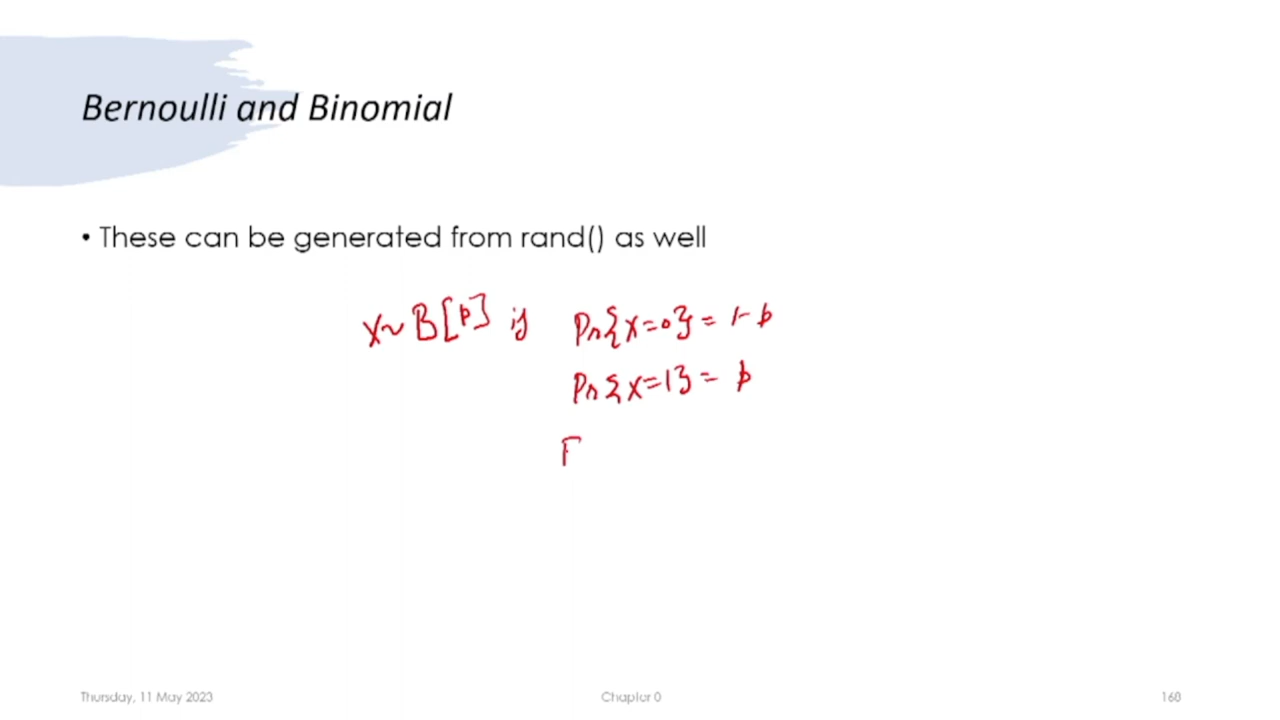 Bernoulli and Binomial
• These can be generated from rand() as well
X~ B[p] if Pr{X=0} = 1-p
Pr{X=1} = p
F
Thursday, 11 May 2023 Chapter 0 160